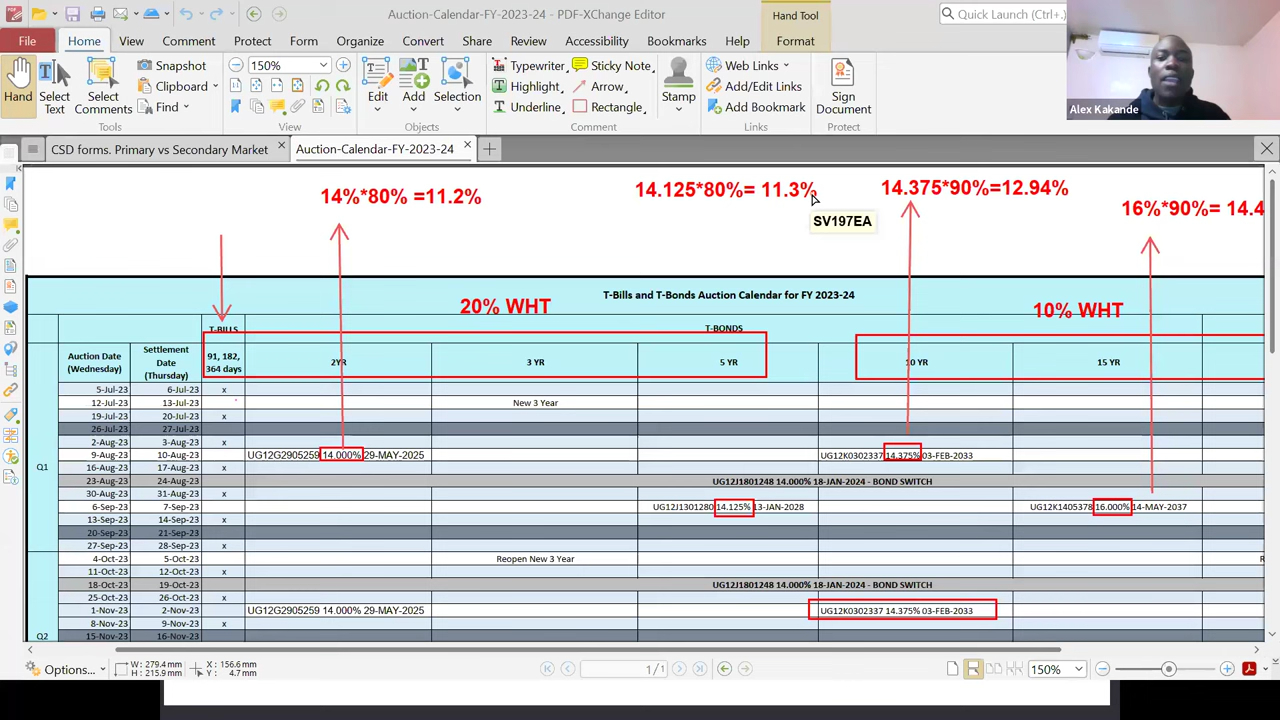 Auction-Calendar-FY-2023-24 - PDF-XChange Editor
Hand Tool
Quick Launch (Ctrl+.)
File
Home
View
Comment
Protect
Form
Organize
Convert
Share
Review
Accessibility
Bookmarks
Help
Format
Hand
Select Text
Select Comments
Snapshot
Clipboard
Find
Tools
150%
View
Edit
Add
Selection
Objects
Typewriter
Highlight
Underline
Sticky Note
Arrow
Rectangle
Comment
Stamp
Web Links
Add/Edit Links
Add Bookmark
Links
Sign Document
Protect
Alex Kakande
CSD forms. Primary vs Secondary Market
Auction-Calendar-FY-2023-24
14%*80% =11.2%
14.125*80%= 11.3%
14.375*90%=12.94%
16%*90%= 14.4
SV197EA
T-Bills and T-Bonds Auction Calendar for FY 2023-24
20% WHT
10% WHT
T-BILLS
T-BONDS
Auction Date (Wednesday)
Settlement Date (Thursday)
91, 182, 364 days
2YR
3 YR
5 YR
10 YR
15 YR
5-Jul-23 6-Jul-23 x
12-Jul-23 13-Jul-23 New 3 Year
19-Jul-23 20-Jul-23 x
26-Jul-23 27-Jul-23
2-Aug-23 3-Aug-23 x
9-Aug-23 10-Aug-23 UG12G2905259 14.000% 29-MAY-2025 UG12K0302337 14.375% 03-FEB-2033
Q1
16-Aug-23 17-Aug-23 x
23-Aug-23 24-Aug-23 UG12J1801248 14.000% 18-JAN-2024 - BOND SWITCH
30-Aug-23 31-Aug-23 x
6-Sep-23 7-Sep-23 UG12J1301280 14.125% 13-JAN-2028 UG12K1405378 16.000% 14-MAY-2037
13-Sep-23 14-Sep-23 x
20-Sep-23 21-Sep-23
27-Sep-23 28-Sep-23 x
4-Oct-23 5-Oct-23 Reopen New 3 Year
11-Oct-23 12-Oct-23 x
18-Oct-23 19-Oct-23 UG12J1801248 14.000% 18-JAN-2024 - BOND SWITCH
25-Oct-23 26-Oct-23 x
1-Nov-23 2-Nov-23 UG12G2905259 14.000% 29-MAY-2025 UG12K0302337 14.375% 03-FEB-2033
8-Nov-23 9-Nov-23 x
Q2
15-Nov-23 16-Nov-23
Options...
W: 279.4 mm
H: 215.9 mm
X: 156.6 mm
Y: 4.7 mm
1/1
150%